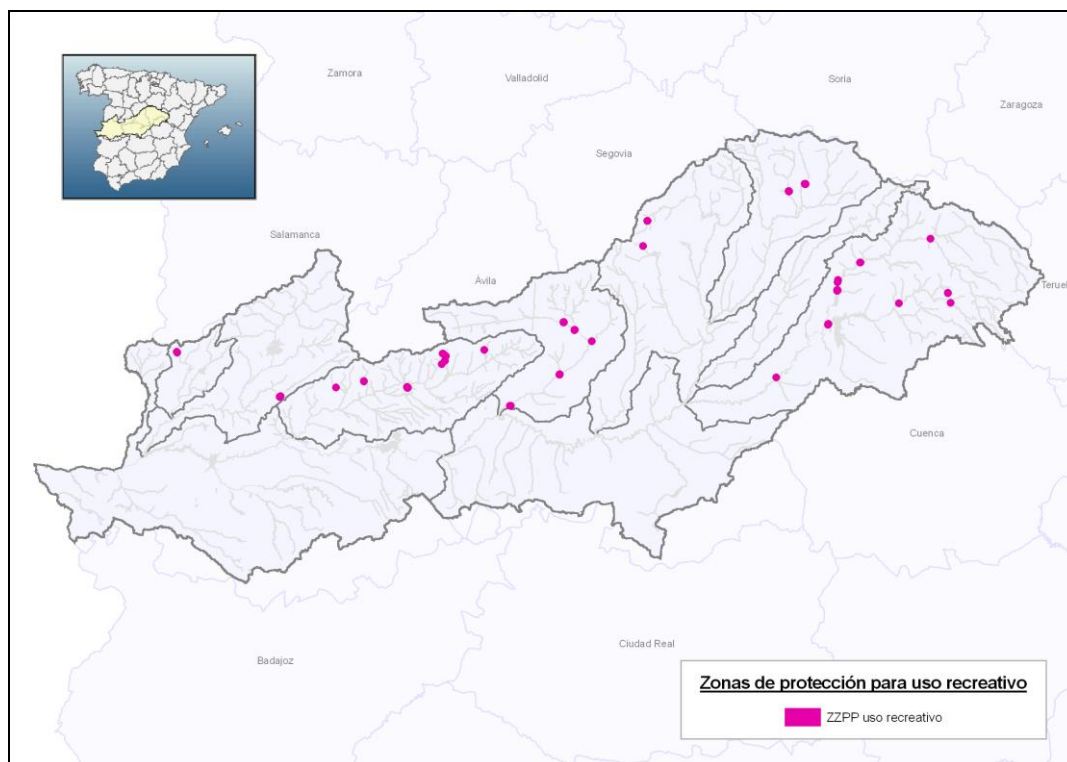 Zamora
Valladolid
Soria
Zaragoza
Segovia
Salamanca
Ávila
Teruel
Cuenca
Ciudad Real
Badajoz
Zonas de protección para uso recreativo
ZZPP uso recreativo